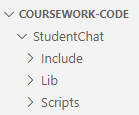 COURSEWORK-CODE
StudentChat
Include
Lib
Scripts